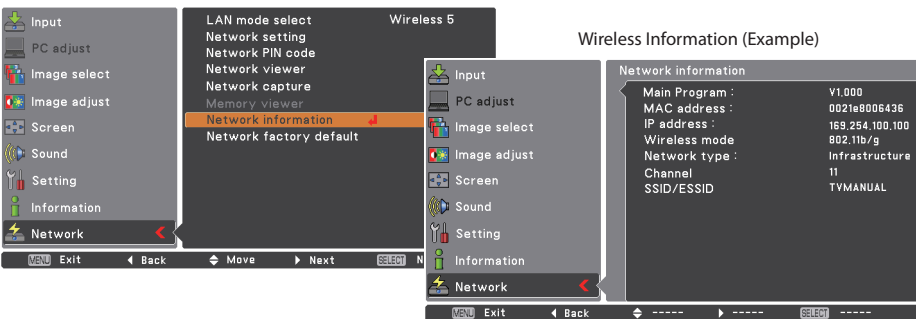 Input
PC adjust
Image select
Image adjust
Screen
Sound
Setting
Information
Network
LAN mode select Wireless 5
Network setting
Network PIN code
Network viewer
Network capture
Memory viewer
Network information
Network factory default
MENU Exit Back Move Next SELECT N
Wireless Information (Example)
Input
PC adjust
Image select
Image adjust
Screen
Sound
Setting
Information
Network
Network information
Main Program : V1,000
MAC address : 0021e8006436
IP address : 169,254,100,100
Wireless mode 802.11b/g
Network type : Infrastructure
Channel 11
SSID/ESSID TVMANUAL
MENU Exit Back ----- ----- SELECT -----